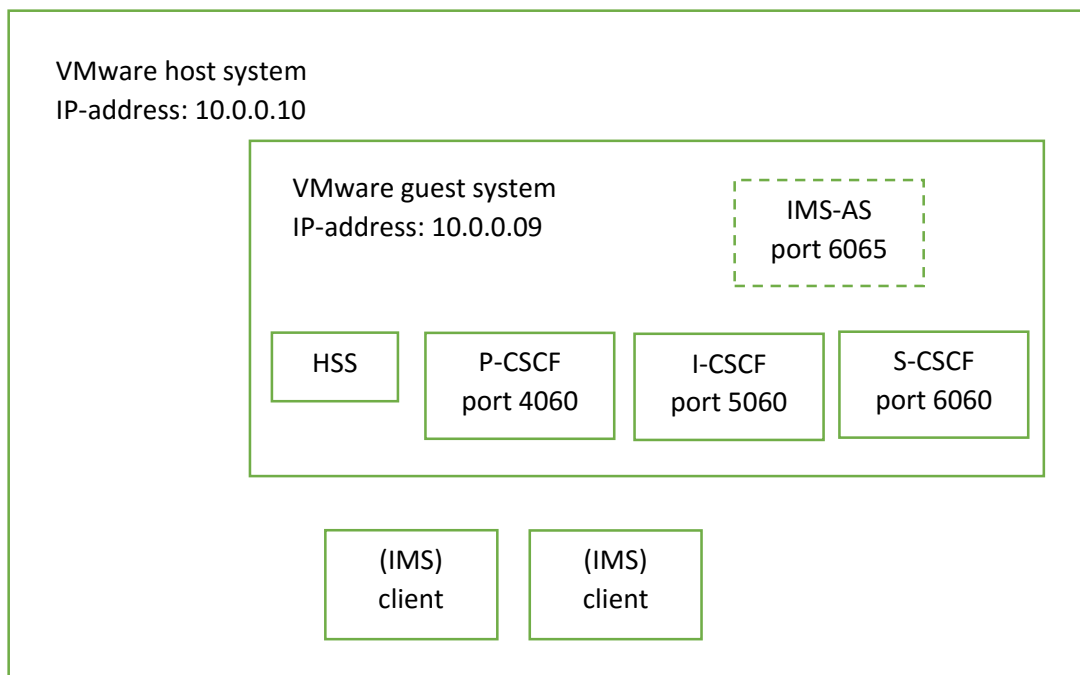 VMware host system
IP-address: 10.0.0.10
VMware guest system
IP-address: 10.0.0.09
IMS-AS
port 6065
HSS
P-CSCF
port 4060
I-CSCF
port 5060
S-CSCF
port 6060
(IMS)
client
(IMS)
client